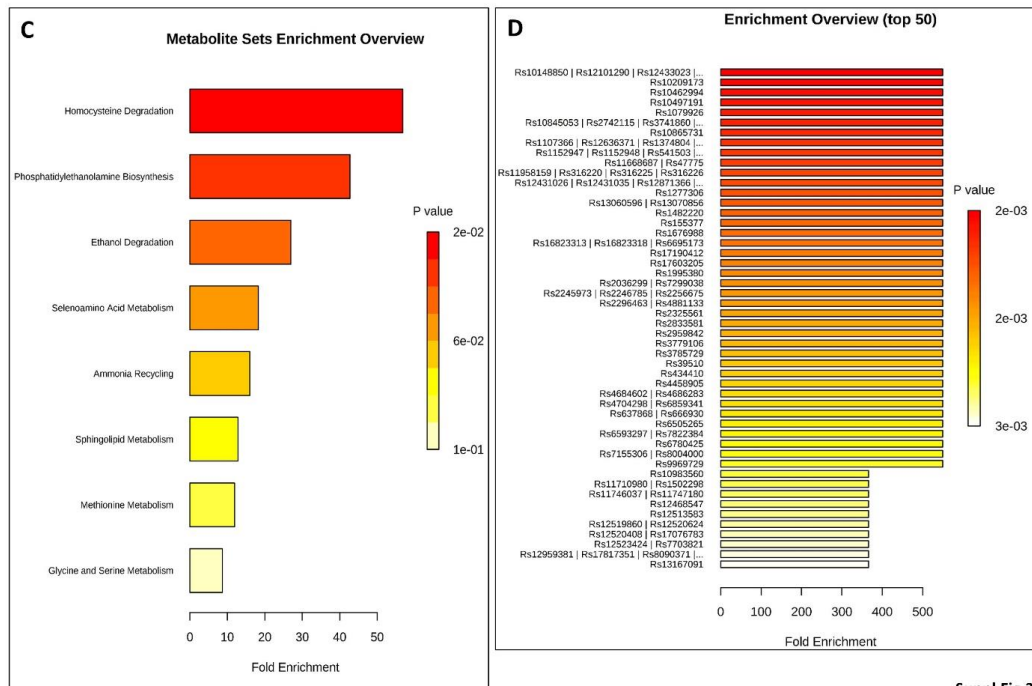 C
Metabolite Sets Enrichment Overview
Homocysteine Degradation
Phosphatidylethanolamine Biosynthesis
Ethanol Degradation
Selenoamino Acid Metabolism
Ammonia Recycling
Sphingolipid Metabolism
Methionine Metabolism
Glycine and Serine Metabolism
P value
2e-02
6e-02
1e-01
0 10 20 30 40 50
Fold Enrichment
D
Enrichment Overview (top 50)
Rs10148850 | Rs12101290 | Rs12433023 |...
Rs10209173
Rs10462994
Rs10497191
Rs1079926
Rs10845053 | Rs2742115 | Rs3741860 |...
Rs10865731
Rs1107366 | Rs12636371 | Rs1374804 |...
Rs1152947 | Rs1152948 | Rs541503 |...
Rs11668687 | Rs47775
Rs11958159 | Rs316220 | Rs316225 | Rs316226
Rs12431026 | Rs12431035 | Rs12871366 |...
Rs1277306
Rs13060596 | Rs13070856
Rs1482220
Rs155377
Rs1676988
Rs16823313 | Rs16823318 | Rs6695173
Rs17190412
Rs17603205
Rs1995380
Rs2036299 | Rs7299038
Rs2245973 | Rs2246785 | Rs2256675
Rs2296463 | Rs4881133
Rs2325561
Rs2833581
Rs2959842
Rs3779106
Rs3785729
Rs39510
Rs434410
Rs4458905
Rs4684602 | Rs4686283
Rs4704298 | Rs6859341
Rs637868 | Rs666930
Rs6505265
Rs6593297 | Rs7822384
Rs6780425
Rs7155306 | Rs8004000
Rs9969729
Rs10983560
Rs11710980 | Rs1502298
Rs11746037 | Rs11747180
Rs12468547
Rs12513583
Rs12519860 | Rs12520624
Rs12520408 | Rs17076783
Rs12523424 | Rs7703821
Rs12959381 | Rs17817351 | Rs8090371 |...
Rs13167091
P value
2e-03
2e-03
3e-03
0 100 200 300 400 500
Fold Enrichment